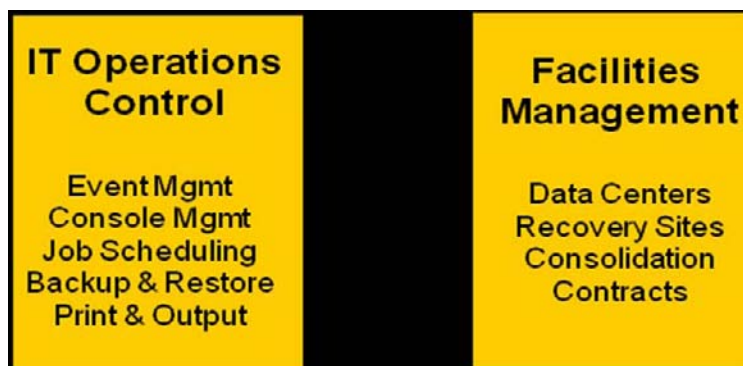 IT Operations
Control
Event Mgmt
Console Mgmt
Job Scheduling
Backup & Restore
Print & Output
Facilities
Management
Data Centers
Recovery Sites
Consolidation
Contracts